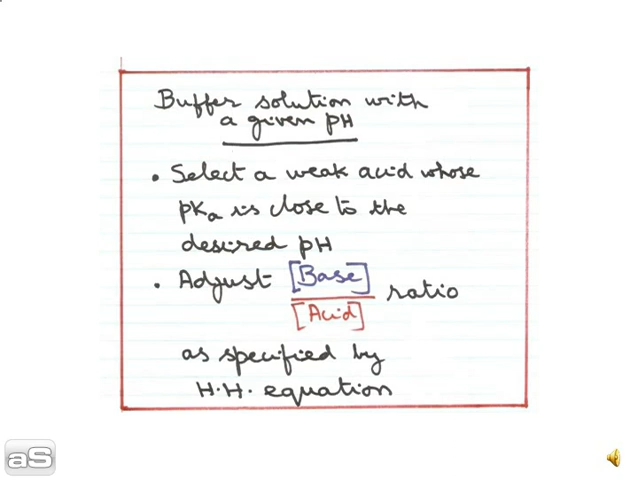 Buffer solution with
a given pH
• Select a weak acid whose
pKa is close to the
desired pH
• Adjust [Base]/[Acid] ratio
as specified by
H.H. equation
aS